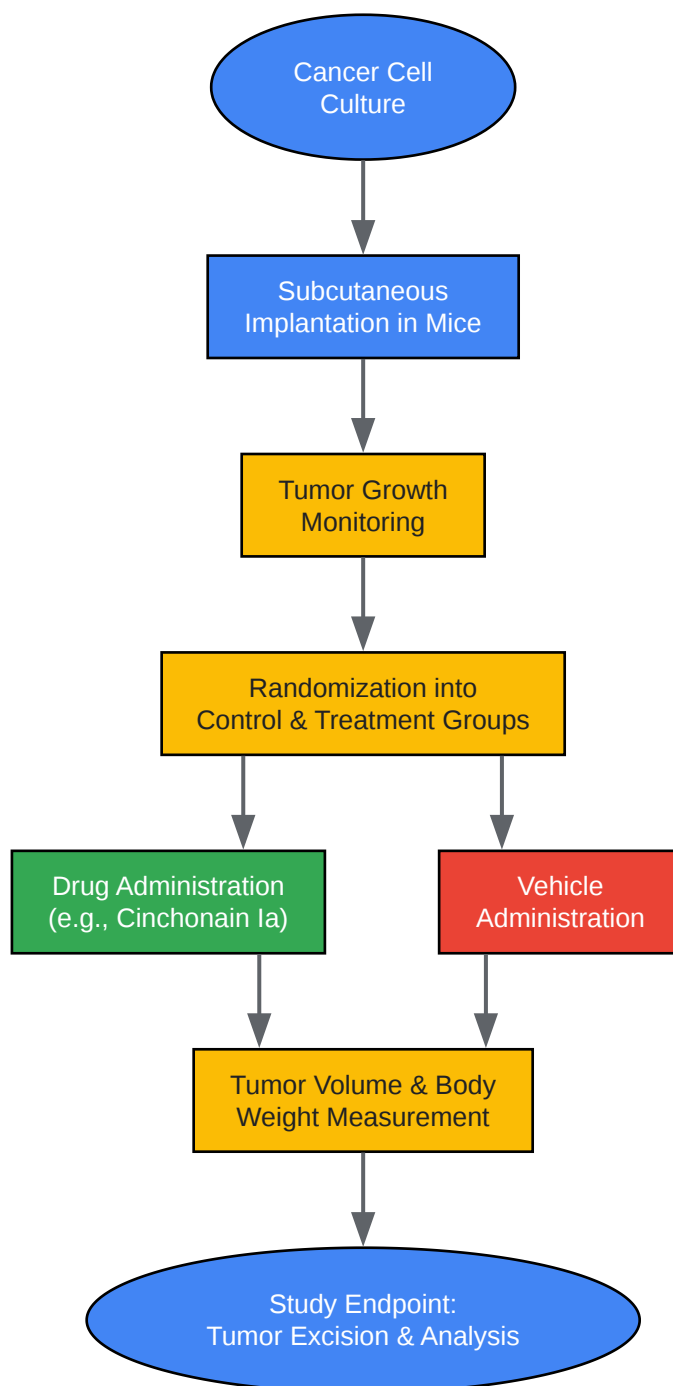 Cancer Cell
Culture
Subcutaneous
Implantation in Mice
Tumor Growth
Monitoring
Randomization into
Control & Treatment Groups
Drug Administration
(e.g., Cinchonain Ia)
Vehicle
Administration
Tumor Volume & Body
Weight Measurement
Study Endpoint:
Tumor Excision & Analysis